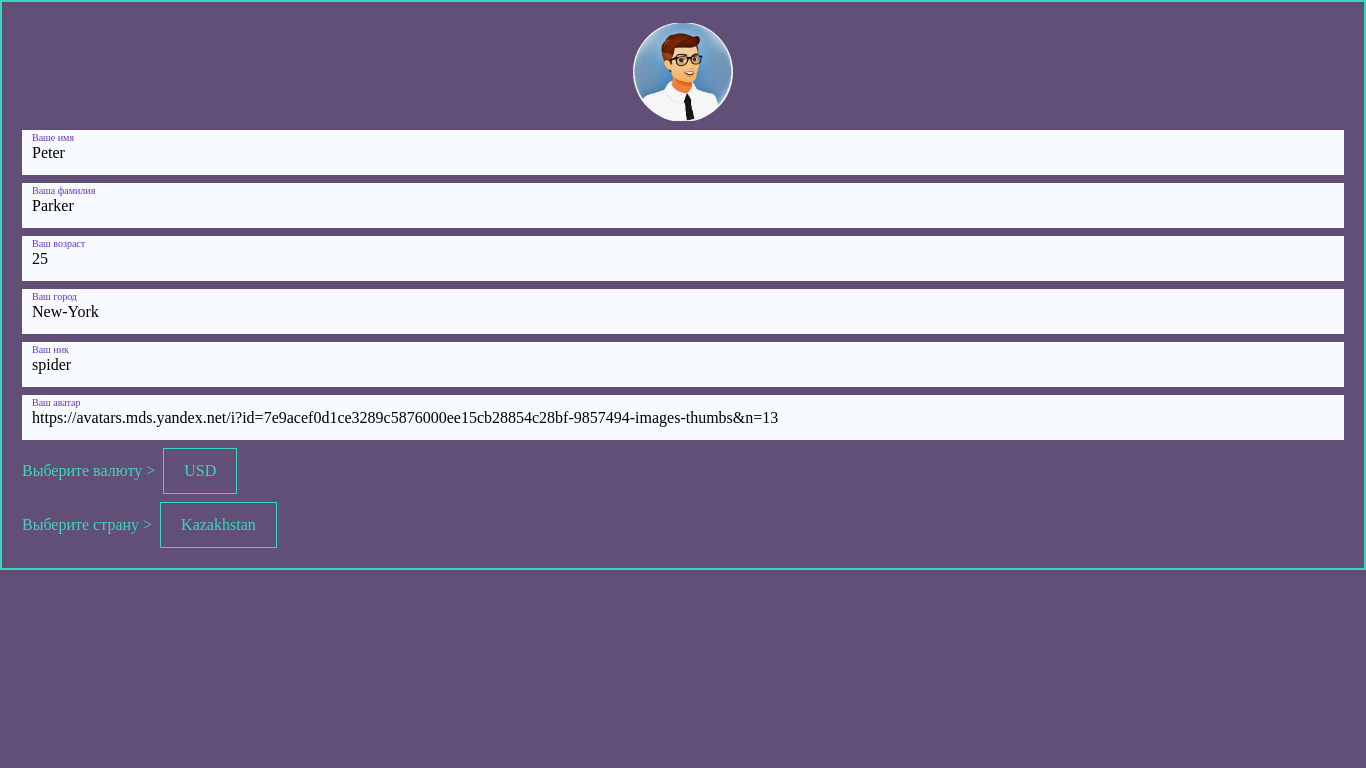 Ваше имя
Peter
Ваша фамилия
Parker
Ваш возраст
25
Ваш город
New-York
Ваш ник
spider
Ваш аватар
https://avatars.mds.yandex.net/i?id=7e9acef0d1ce3289c5876000ee15cb28854c28bf-9857494-images-thumbs&n=13
Выберите валюту > USD
Выберите страну > Kazakhstan